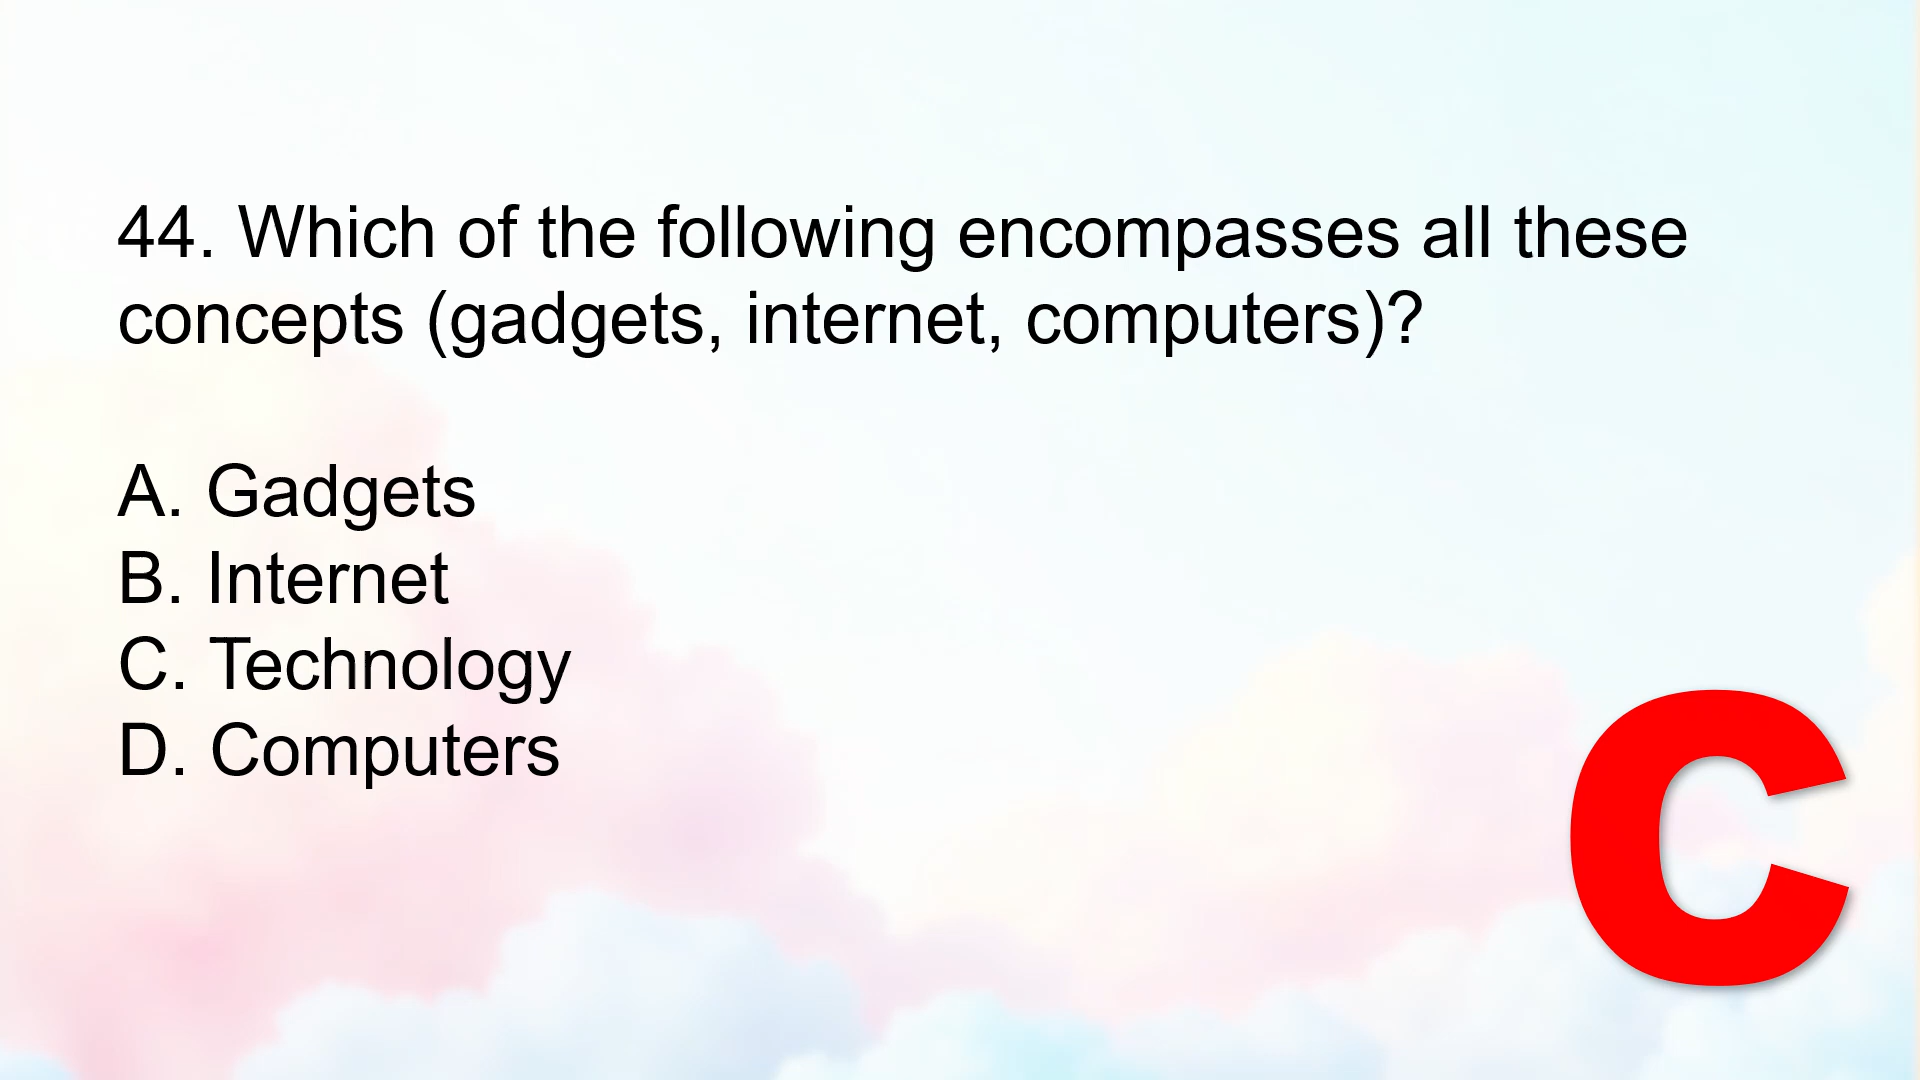 44. Which of the following encompasses all these
concepts (gadgets, internet, computers)?
A. Gadgets
B. Internet
C. Technology
D. Computers
C